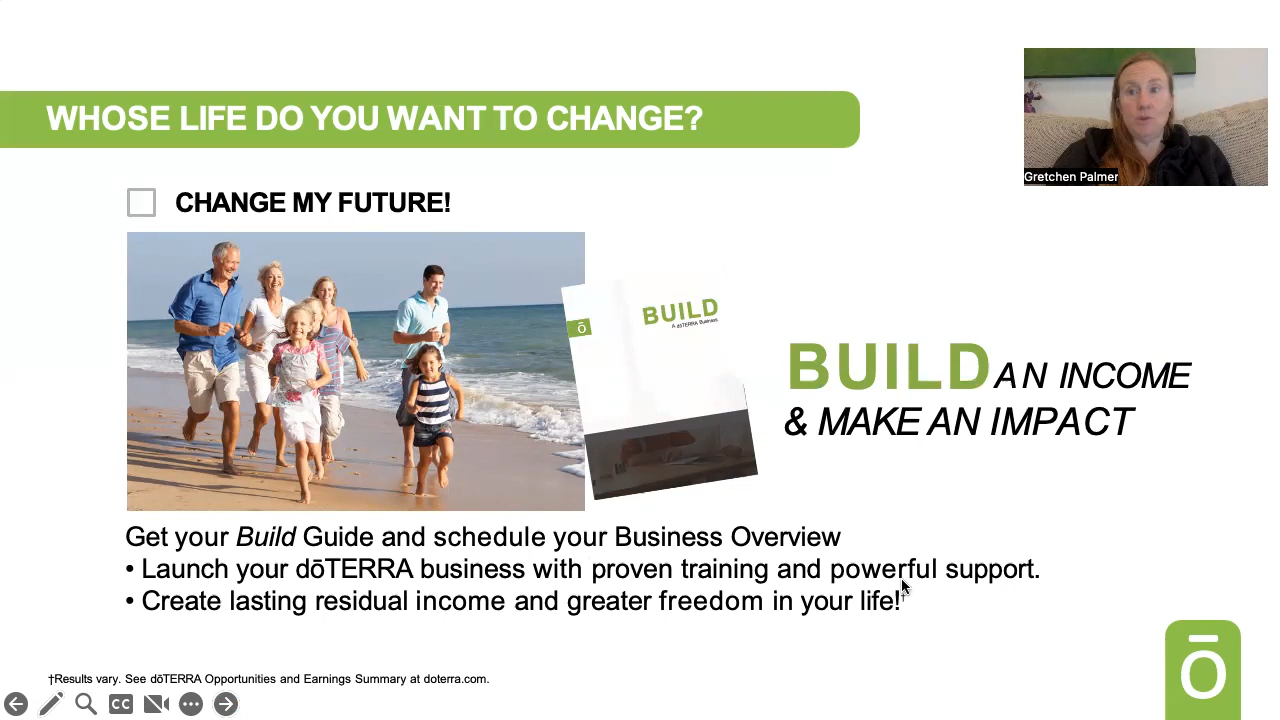 WHOSE LIFE DO YOU WANT TO CHANGE?
Gretchen Palmer
CHANGE MY FUTURE!
ō
BUILD
A dōTERRA Business
BUILD AN INCOME
& MAKE AN IMPACT
Get your Build Guide and schedule your Business Overview
• Launch your dōTERRA business with proven training and powerful support.
• Create lasting residual income and greater freedom in your life!†
†Results vary. See dōTERRA Opportunities and Earnings Summary at doterra.com.
CC
ō